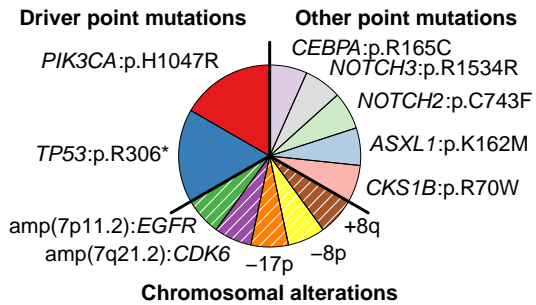 Driver point mutations
Other point mutations
PIK3CA:p.H1047R
CEBPA:p.R165C
NOTCH3:p.R1534R
NOTCH2:p.C743F
TP53:p.R306*
ASXL1:p.K162M
CKS1B:p.R70W
amp(7p11.2):EGFR
+8q
amp(7q21.2):CDK6
–17p
–8p
Chromosomal alterations